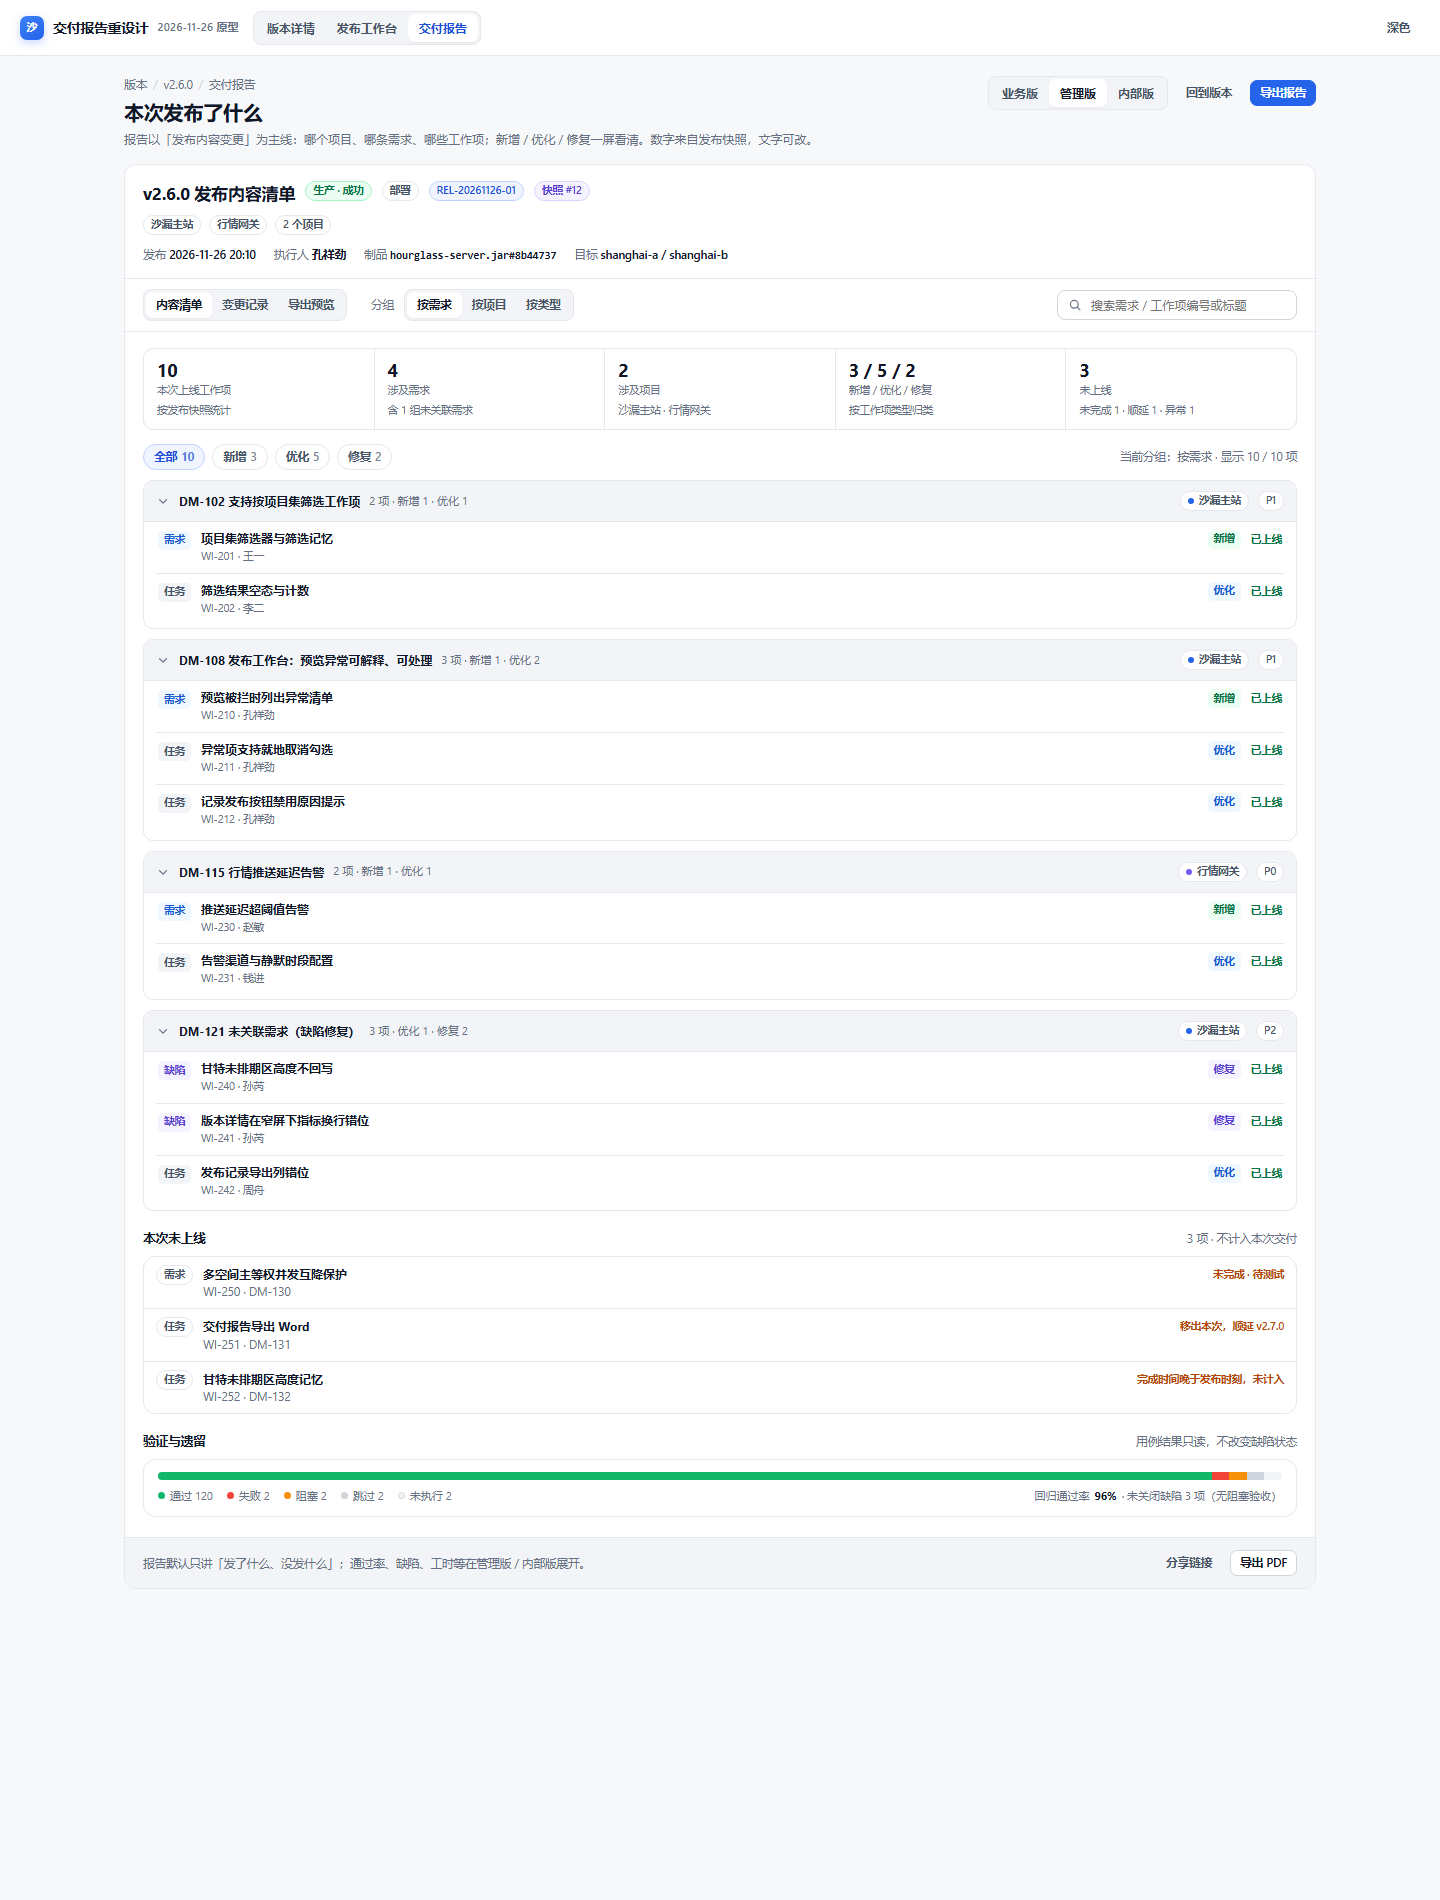 沙 交付报告重设计 2026-11-26 原型 版本详情 发布工作台 交付报告 深色
版本 / v2.6.0 / 交付报告
本次发布了什么
报告以「发布内容变更」为主线：哪个项目、哪条需求、哪些工作项；新增 / 优化 / 修复一屏看清。数字来自发布快照，文字可改。
业务版 管理版 内部版 回到版本 导出报告
v2.6.0 发布内容清单 生产 · 成功 部署 REL-20261126-01 快照 #12
沙漏主站 行情网关 2 个项目
发布 2026-11-26 20:10 执行人 孔祥劲 制品 hourglass-server.jar#8b44737 目标 shanghai-a / shanghai-b
内容清单 变更记录 导出预览 分组 按需求 按项目 按类型 搜索需求 / 工作项编号或标题
10
本次上线工作项
按发布快照统计
4
涉及需求
含 1 组未关联需求
2
涉及项目
沙漏主站 · 行情网关
3 / 5 / 2
新增 / 优化 / 修复
按工作项类型归类
3
未上线
未完成 1 · 顺延 1 · 异常 1
全部 10 新增 3 优化 5 修复 2 当前分组：按需求 · 显示 10 / 10 项
DM-102 支持按项目集筛选工作项 2 项 · 新增 1 · 优化 1 沙漏主站 P1
需求 项目集筛选器与筛选记忆 新增 已上线
WI-201 · 王一
任务 筛选结果空态与计数 优化 已上线
WI-202 · 李二
DM-108 发布工作台：预览异常可解释、可处理 3 项 · 新增 1 · 优化 2 沙漏主站 P1
需求 预览被拦时列出异常清单 新增 已上线
WI-210 · 孔祥劲
任务 异常项支持就地取消勾选 优化 已上线
WI-211 · 孔祥劲
任务 记录发布按钮禁用原因提示 优化 已上线
WI-212 · 孔祥劲
DM-115 行情推送延迟告警 2 项 · 新增 1 · 优化 1 行情网关 P0
需求 推送延迟超阈值告警 新增 已上线
WI-230 · 赵敏
任务 告警渠道与静默时段配置 优化 已上线
WI-231 · 钱进
DM-121 未关联需求（缺陷修复） 3 项 · 优化 1 · 修复 2 沙漏主站 P2
缺陷 甘特未排期区高度不回写 修复 已上线
WI-240 · 孙芮
缺陷 版本详情在窄屏下指标换行错位 修复 已上线
WI-241 · 孙芮
任务 发布记录导出列错位 优化 已上线
WI-242 · 周舟
本次未上线 3 项 · 不计入本次交付
需求 多空间主等权并发互降保护 未完成 · 待测试
WI-250 · DM-130
任务 交付报告导出 Word 移出本次，顺延 v2.7.0
WI-251 · DM-131
任务 甘特未排期区高度记忆 完成时间晚于发布时刻，未计入
WI-252 · DM-132
验证与遗留 用例结果只读，不改变缺陷状态
通过 120 失败 2 阻塞 2 跳过 2 未执行 2 回归通过率 96% · 未关闭缺陷 3 项（无阻塞验收）
报告默认只讲「发了什么、没发什么」；通过率、缺陷、工时等在管理版 / 内部版展开。 分享链接 导出 PDF